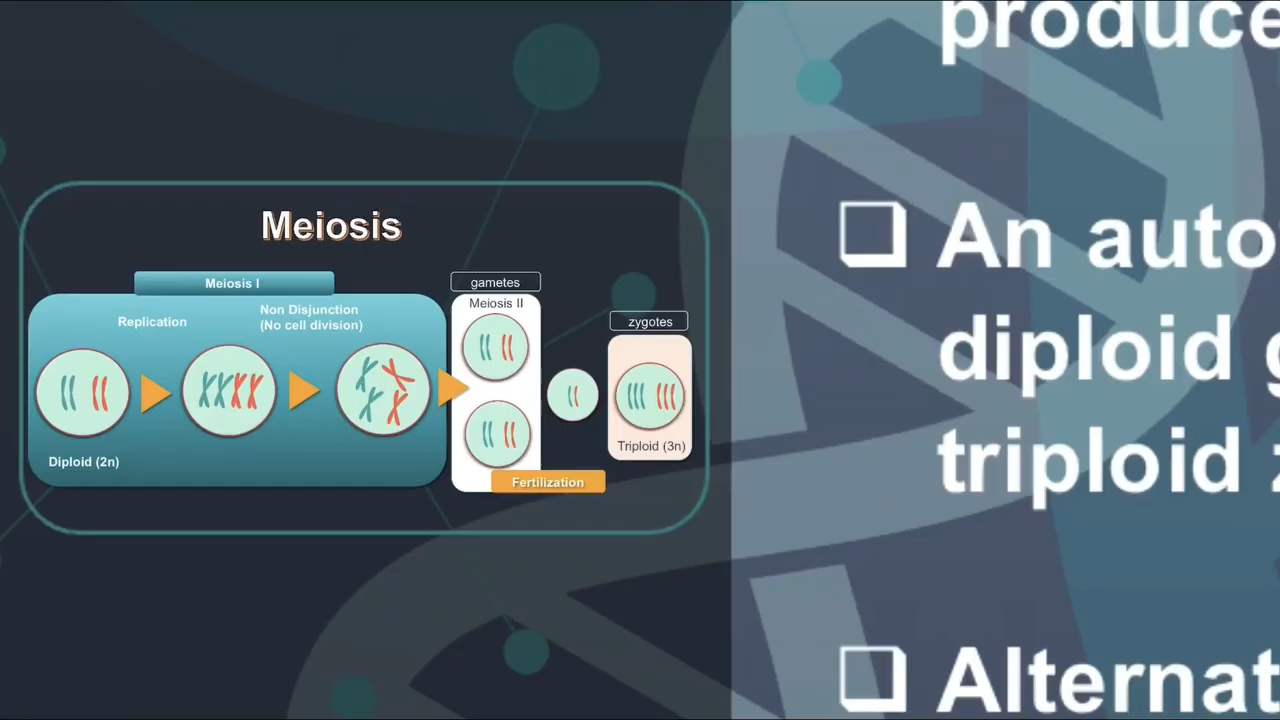 Meiosis
Meiosis I
Replication
Non Disjunction
(No cell division)
Diploid (2n)
gametes
Meiosis II
Fertilization
zygotes
Triploid (3n)
produce
An auto
diploid g
triploid
Alternat